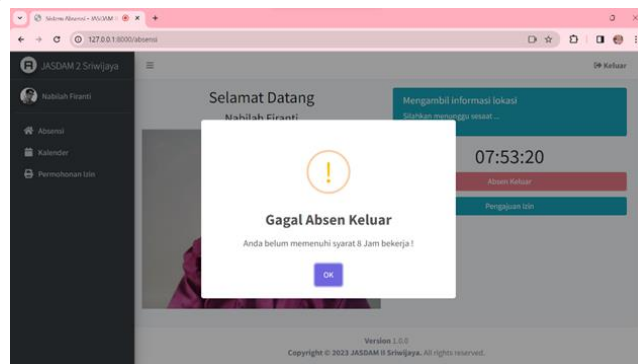 Sistem Absensi - JASDAM II
127.0.0.1:8000/absensi
JASDAM 2 Sriwijaya
Keluar
Nabilah Firanti
Absensi
Kalender
Permohonan Izin
Selamat Datang
Nabilah Firanti
Mengambil informasi lokasi
Silahkan menunggu sesaat ...
07:53:20
Absen Keluar
Pengajuan Izin
Gagal Absen Keluar
Anda belum memenuhi syarat 8 Jam bekerja !
OK
Version 1.0.0
Copyright © 2023 JASDAM II Sriwijaya. All rights reserved.